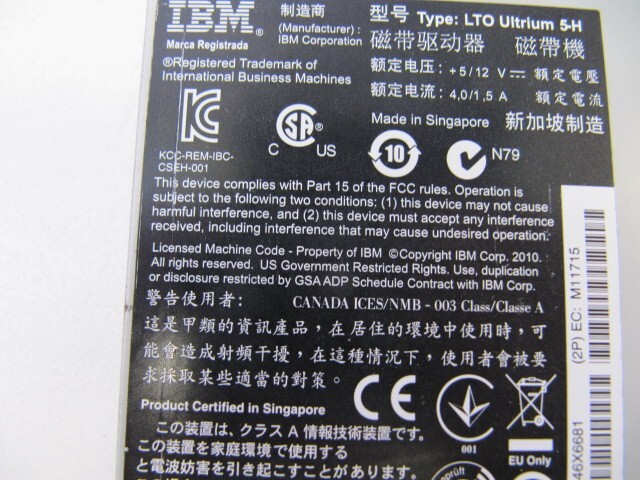 IBM®
Marca Registrada
®Registered Trademark of
International Business Machines
制造商
(Manufacturer) :
IBM Corporation
型号 Type: LTO Ultrium 5-H
磁带驱动器 磁帶機
额定电压: +5/12 V ⎓ 額定電壓
额定电流: 4,0/1,5 A 額定電流
Made in Singapore 新加坡制造
KCC-REM-IBC-
CSEH-001
C SA US
10
N79
This device complies with Part 15 of the FCC rules. Operation is
subject to the following two conditions: (1) this device may not cause
harmful interference, and (2) this device must accept any interference
received, including interference that may cause undesired operation.
Licensed Machine Code - Property of IBM ©Copyright IBM Corp. 2010.
All rights reserved. US Government Restricted Rights. Use, duplication
or disclosure restricted by GSA ADP Schedule Contract with IBM Corp.
警告使用者: CANADA ICES/NMB - 003 Class/Classe A
這是甲類的資訊產品，在居住的環境中使用時，可
能會造成射頻干擾，在這種情況下，使用者會被要
求採取某些適當的對策。
CE
001
EU Only
Product Certified in Singapore
この装置は、クラス A 情報技術装置です。
この装置を家庭環境で使用する
と電波妨害を引き起こすことがあります。
geprüft
(2P) EC: M11715
46X6681